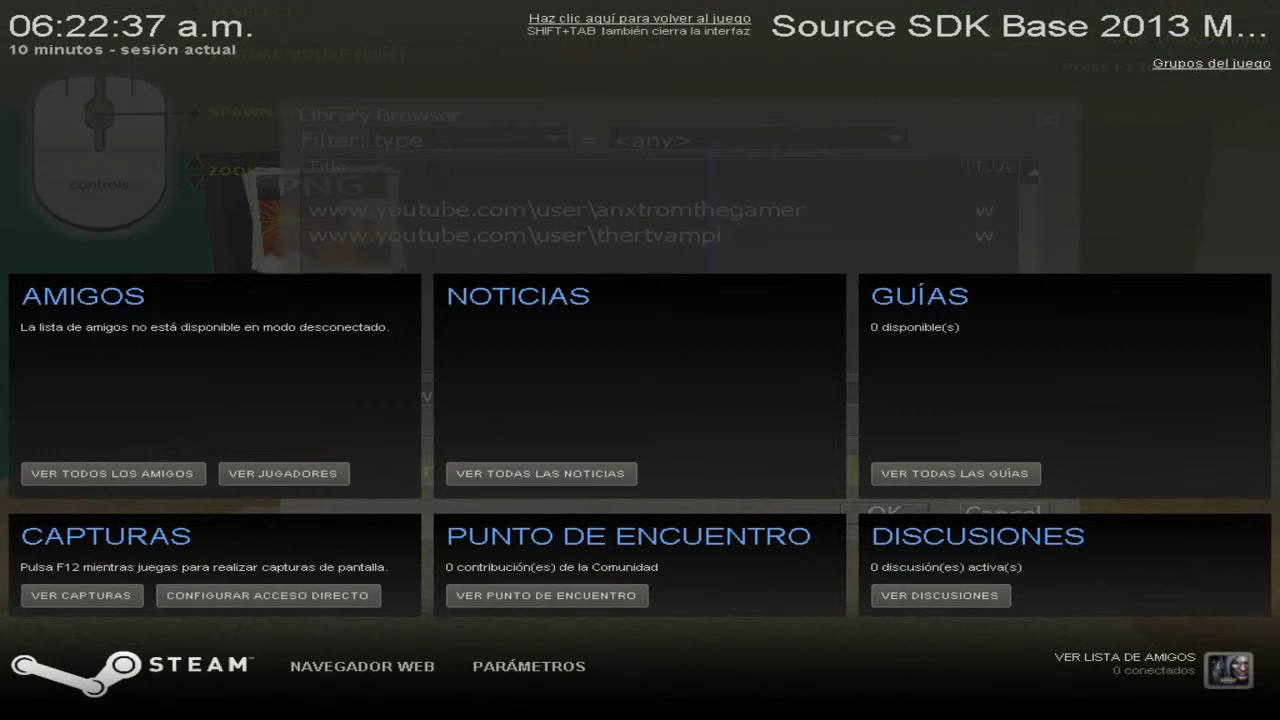 06:22:37 a.m.
10 minutos - sesión actual
Haz clic aquí para volver al juego
SHIFT+TAB también cierra la interfaz
Source SDK Base 2013 M...
Grupos del juego
SPAWN
ZOOM
controls
Library Browser
Filter: type = <any>
Title
T. A.
PNG
www.youtube.com\user\anxtromthegamer w
www.youtube.com\user\thertvampi w
AMIGOS
La lista de amigos no está disponible en modo desconectado.
VER TODOS LOS AMIGOS
VER JUGADORES
NOTICIAS
VER TODAS LAS NOTICIAS
GUÍAS
0 disponible(s)
VER TODAS LAS GUÍAS
OK
Cancel
CAPTURAS
Pulsa F12 mientras juegas para realizar capturas de pantalla.
VER CAPTURAS
CONFIGURAR ACCESO DIRECTO
PUNTO DE ENCUENTRO
0 contribución(es) de la Comunidad
VER PUNTO DE ENCUENTRO
DISCUSIONES
0 discusión(es) activa(s)
VER DISCUSIONES
STEAM™
NAVEGADOR WEB
PARÁMETROS
VER LISTA DE AMIGOS
0 conectados